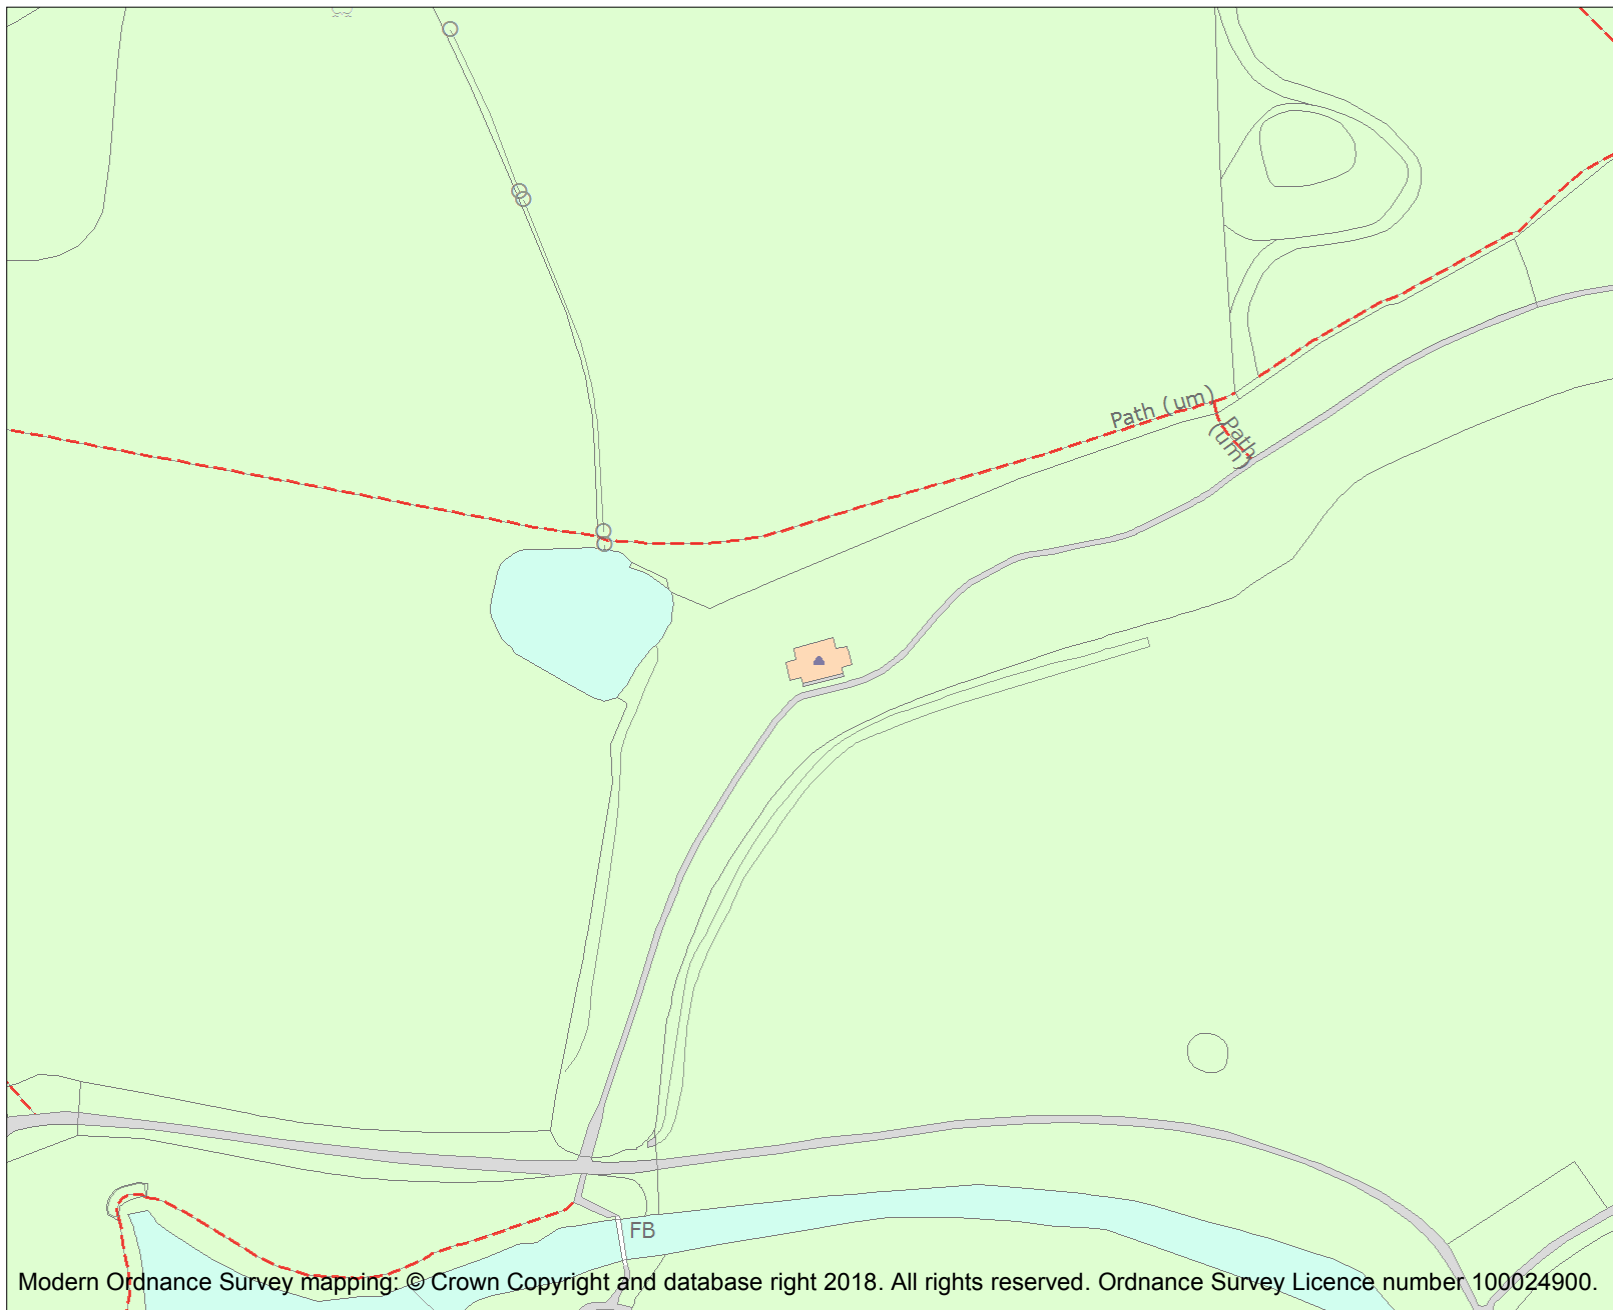 Path (um)
Path
(um)
FB
Modern Ordnance Survey mapping: © Crown Copyright and database right 2018. All rights reserved. Ordnance Survey Licence number 100024900.